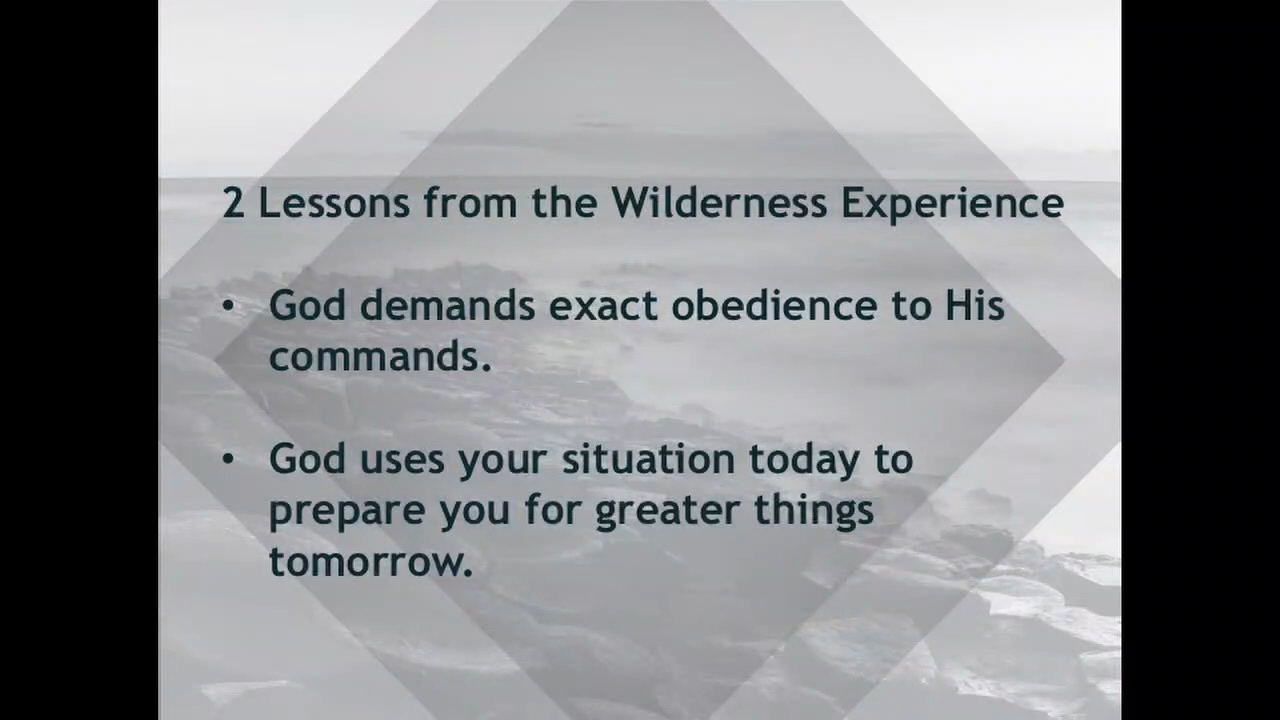 2 Lessons from the Wilderness Experience
• God demands exact obedience to His
commands.
• God uses your situation today to
prepare you for greater things
tomorrow.